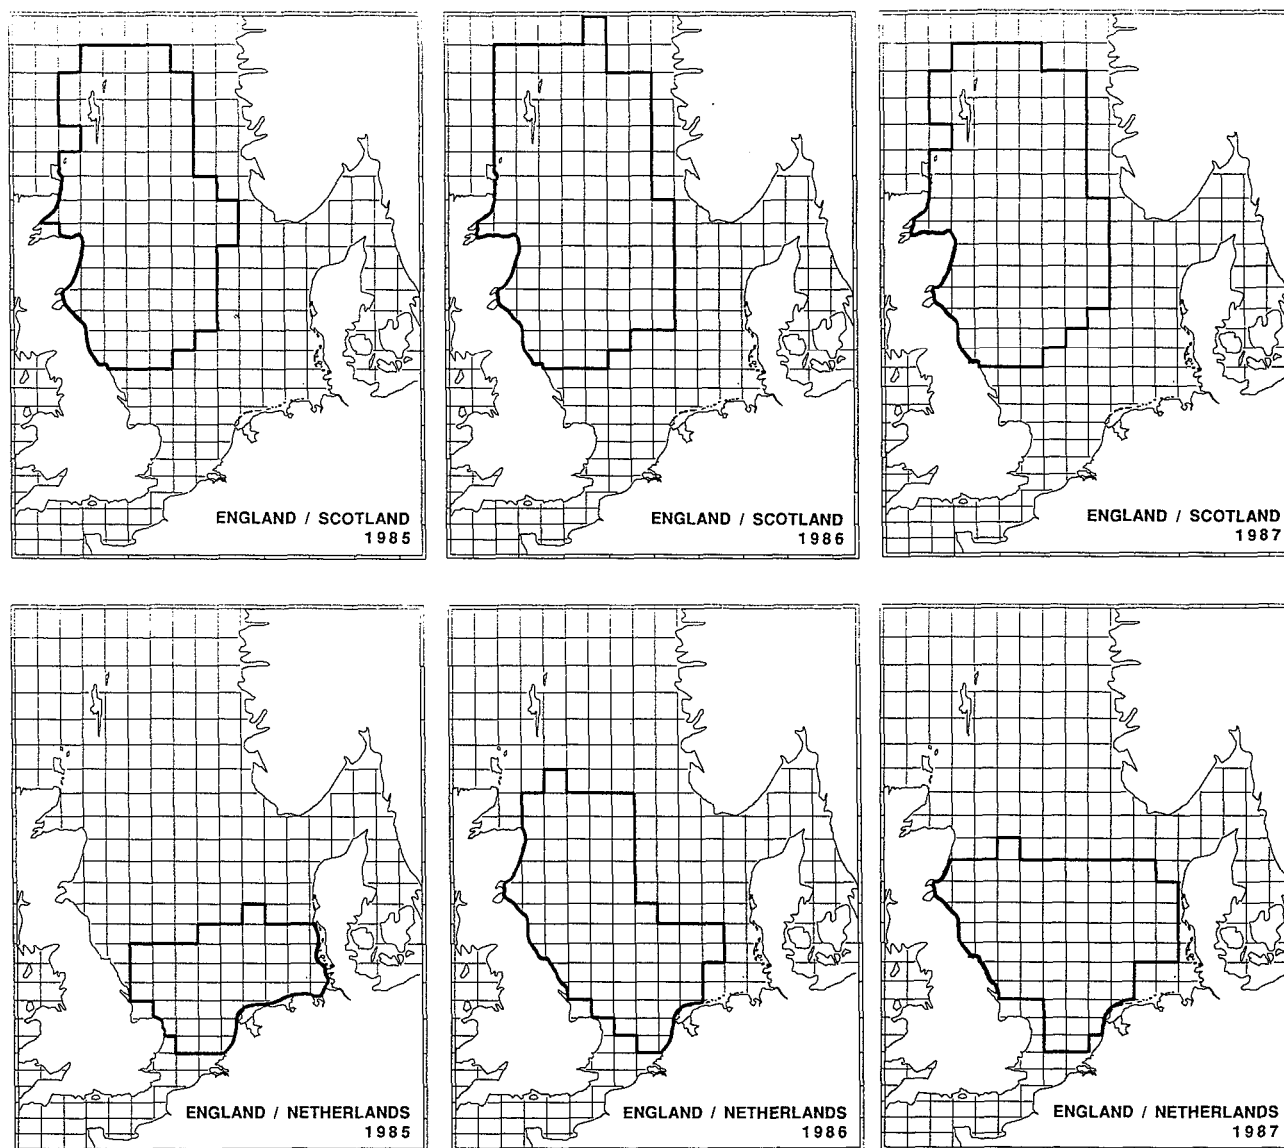 ENGLAND / SCOTLAND
1985
ENGLAND / SCOTLAND
1986
ENGLAND / SCOTLAND
1987
ENGLAND / NETHERLANDS
1985
ENGLAND / NETHERLANDS
1986
ENGLAND / NETHERLANDS
1987